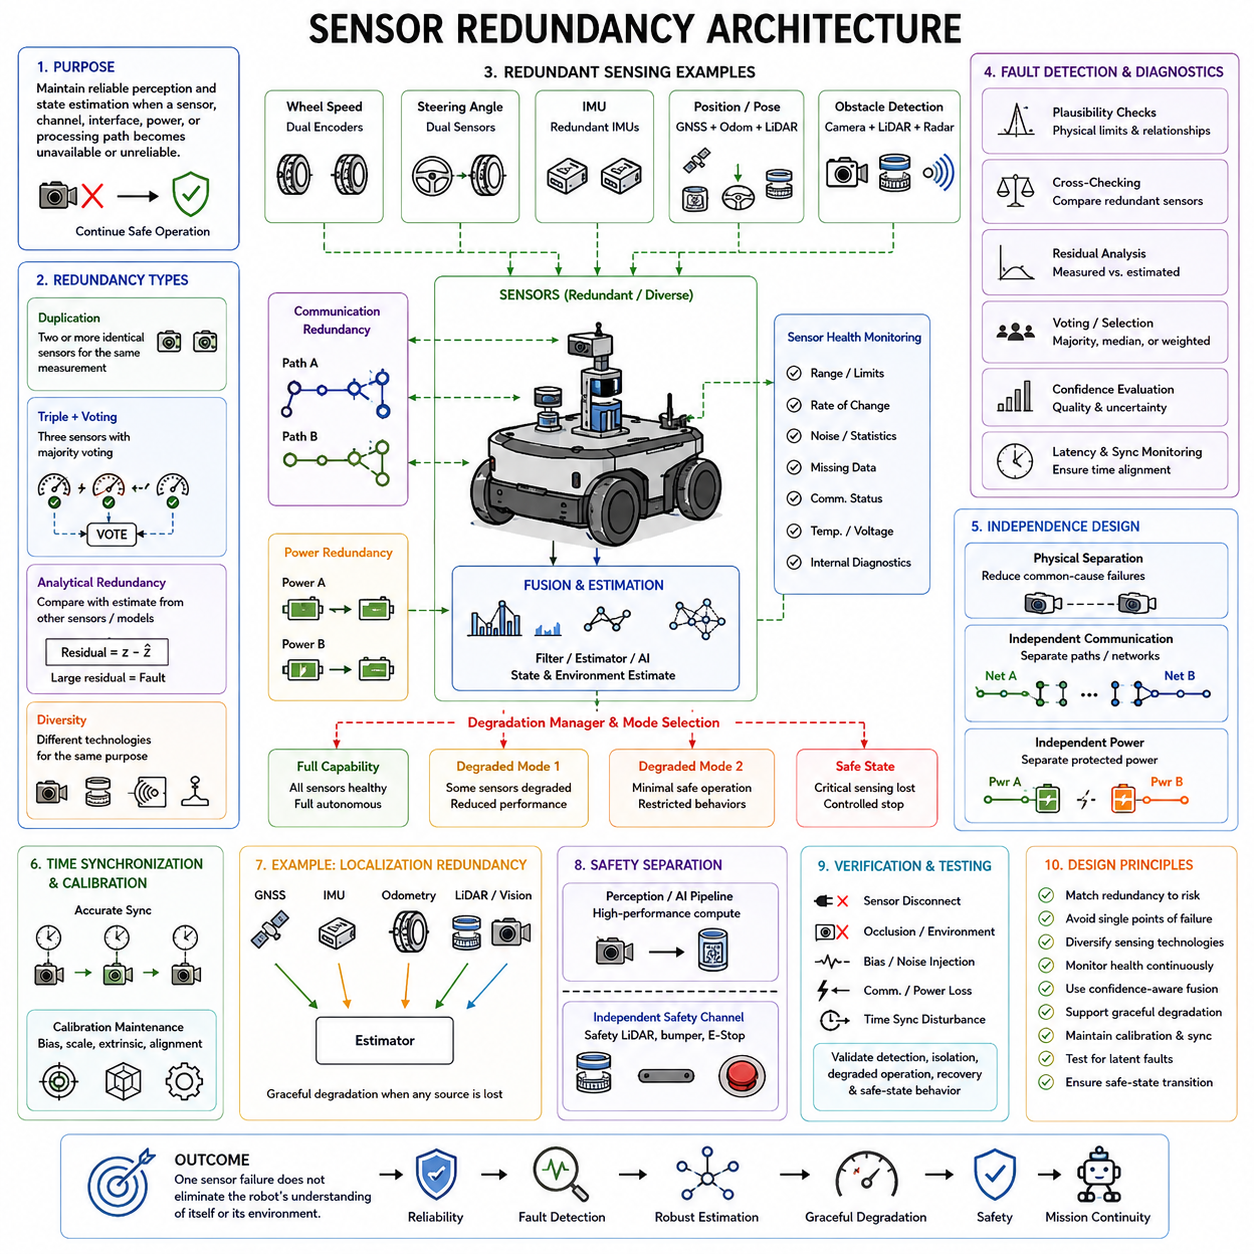 SENSOR REDUNDANCY ARCHITECTURE
1. PURPOSE
Maintain reliable perception and
state estimation when a sensor,
channel, interface, power, or
processing path becomes
unavailable or unreliable.
Continue Safe Operation
2. REDUNDANCY TYPES
Duplication
Two or more identical
sensors for the same
measurement
Triple + Voting
Three sensors with
majority voting
VOTE
Analytical Redundancy
Compare with estimate from
other sensors / models
Residual = z − ẑ
Large residual = Fault
Diversity
Different technologies
for the same purpose
3. REDUNDANT SENSING EXAMPLES
Wheel Speed
Dual Encoders
Steering Angle
Dual Sensors
IMU
Redundant IMUs
Position / Pose
GNSS + Odom + LiDAR
Obstacle Detection
Camera + LiDAR + Radar
SENSORS (Redundant / Diverse)
Communication
Redundancy
Path A
Path B
Power Redundancy
Power A
Power B
Sensor Health Monitoring
Range / Limits
Rate of Change
Noise / Statistics
Missing Data
Comm. Status
Temp. / Voltage
Internal Diagnostics
FUSION & ESTIMATION
Filter / Estimator / AI
State & Environment Estimate
Degradation Manager & Mode Selection
Full Capability
All sensors healthy
Full autonomous
Degraded Mode 1
Some sensors degraded
Reduced performance
Degraded Mode 2
Minimal safe operation
Restricted behaviors
Safe State
Critical sensing lost
Controlled stop
4. FAULT DETECTION & DIAGNOSTICS
Plausibility Checks
Physical limits & relationships
Cross-Checking
Compare redundant sensors
Residual Analysis
Measured vs. estimated
Voting / Selection
Majority, median, or weighted
Confidence Evaluation
Quality & uncertainty
Latency & Sync Monitoring
Ensure time alignment
5. INDEPENDENCE DESIGN
Physical Separation
Reduce common-cause failures
Independent Communication
Separate paths / networks
Net A
Net B
Independent Power
Separate protected power
Pwr A
Pwr B
6. TIME SYNCHRONIZATION
& CALIBRATION
Accurate Sync
Calibration Maintenance
Bias, scale, extrinsic, alignment
7. EXAMPLE: LOCALIZATION REDUNDANCY
GNSS
IMU
Odometry
LiDAR / Vision
Estimator
Graceful degradation when any source is lost
8. SAFETY SEPARATION
Perception / AI Pipeline
High-performance compute
Independent Safety Channel
Safety LiDAR, bumper, E-Stop
9. VERIFICATION & TESTING
Sensor Disconnect
Occlusion / Environment
Bias / Noise Injection
Comm. / Power Loss
Time Sync Disturbance
Validate detection, isolation,
degraded operation, recovery
& safe-state behavior
10. DESIGN PRINCIPLES
Match redundancy to risk
Avoid single points of failure
Diversify sensing technologies
Monitor health continuously
Use confidence-aware fusion
Support graceful degradation
Maintain calibration & sync
Test for latent faults
Ensure safe-state transition
OUTCOME
One sensor failure does not
eliminate the robot's understanding
of itself or its environment.
Reliability
Fault Detection
Robust Estimation
Graceful Degradation
Safety
Mission Continuity